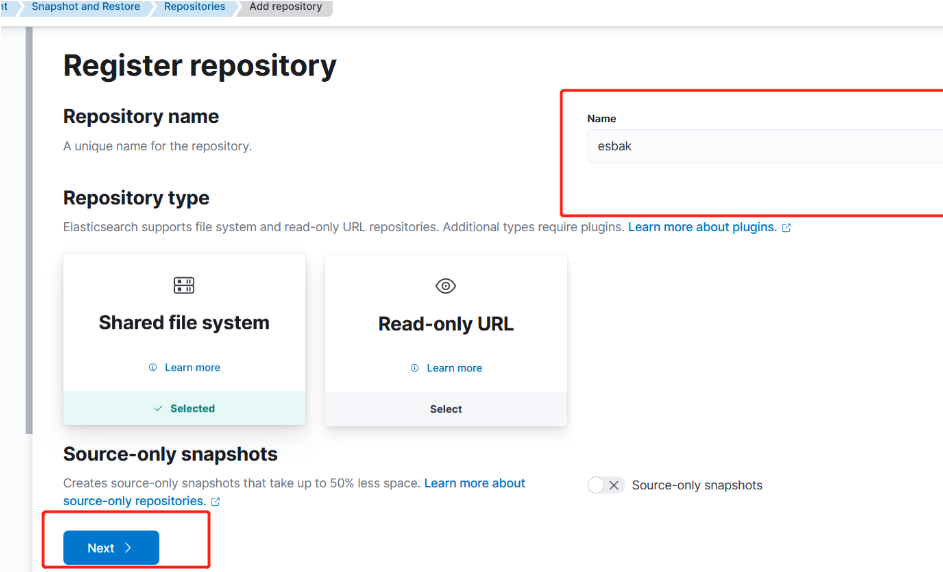 nt Snapshot and Restore Repositories Add repository
Register repository
Repository name
A unique name for the repository.
Name
esbak
Repository type
Elasticsearch supports file system and read-only URL repositories. Additional types require plugins. Learn more about plugins.
Shared file system
Learn more
Selected
Read-only URL
Learn more
Select
Source-only snapshots
Creates source-only snapshots that take up to 50% less space. Learn more about
source-only repositories.
Source-only snapshots
Next